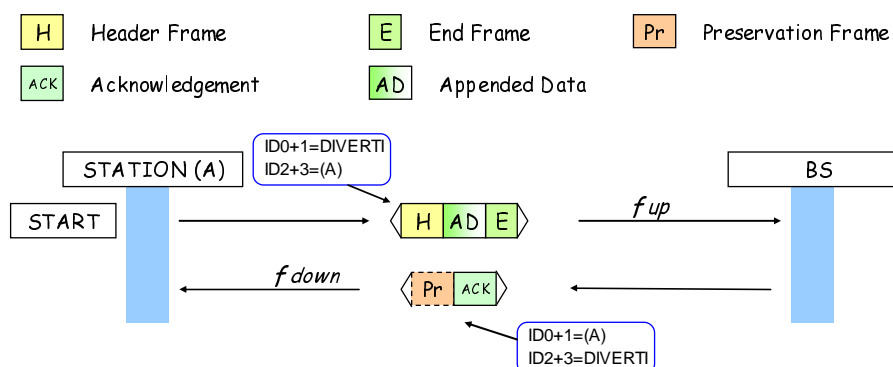 H Header Frame E End Frame Pr Preservation Frame
ACK Acknowledgement AD Appended Data
ID0+1=DIVERTI
ID2+3=(A)
STATION (A) BS
START H AD E f up
f down Pr ACK
ID0+1=(A)
ID2+3=DIVERTI